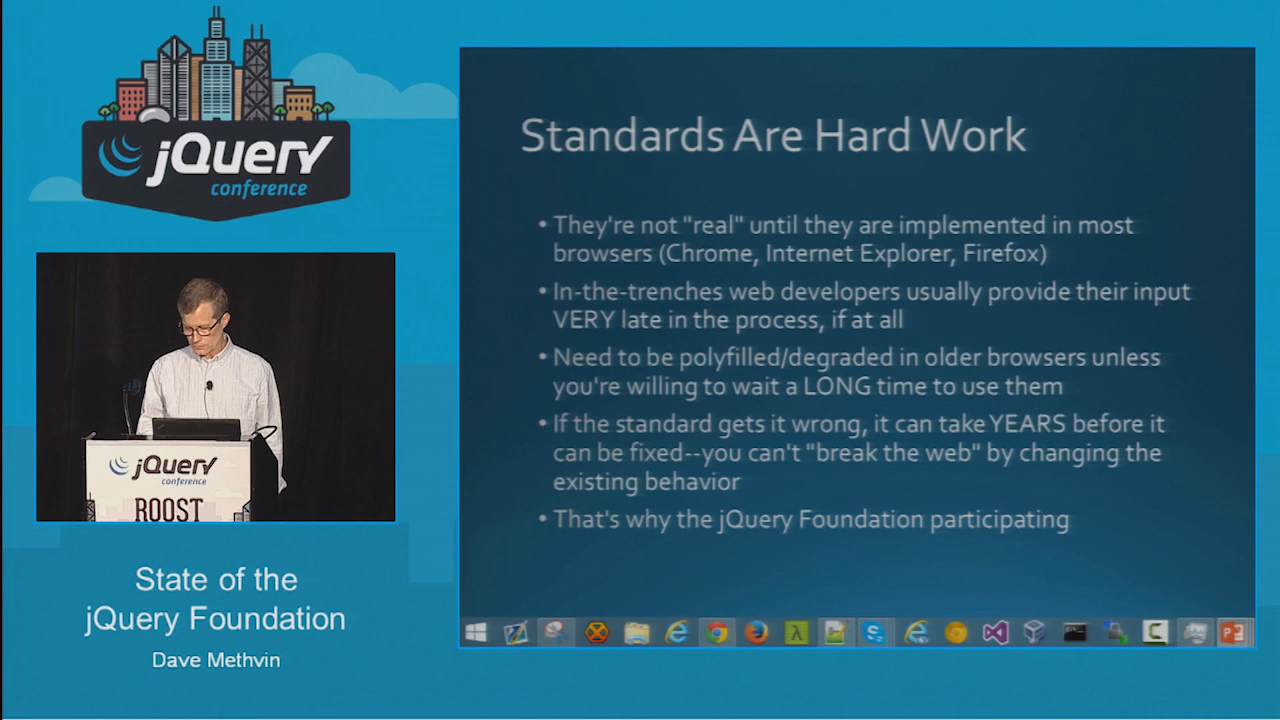 jQuery
conference
jQuery
conference
ROOST
State of the
jQuery Foundation
Dave Methvin
Standards Are Hard Work
• They're not "real" until they are implemented in most
browsers (Chrome, Internet Explorer, Firefox)
• In-the-trenches web developers usually provide their input
VERY late in the process, if at all
• Need to be polyfilled/degraded in older browsers unless
you're willing to wait a LONG time to use them
• If the standard gets it wrong, it can take YEARS before it
can be fixed--you can't "break the web" by changing the
existing behavior
• That's why the jQuery Foundation participating